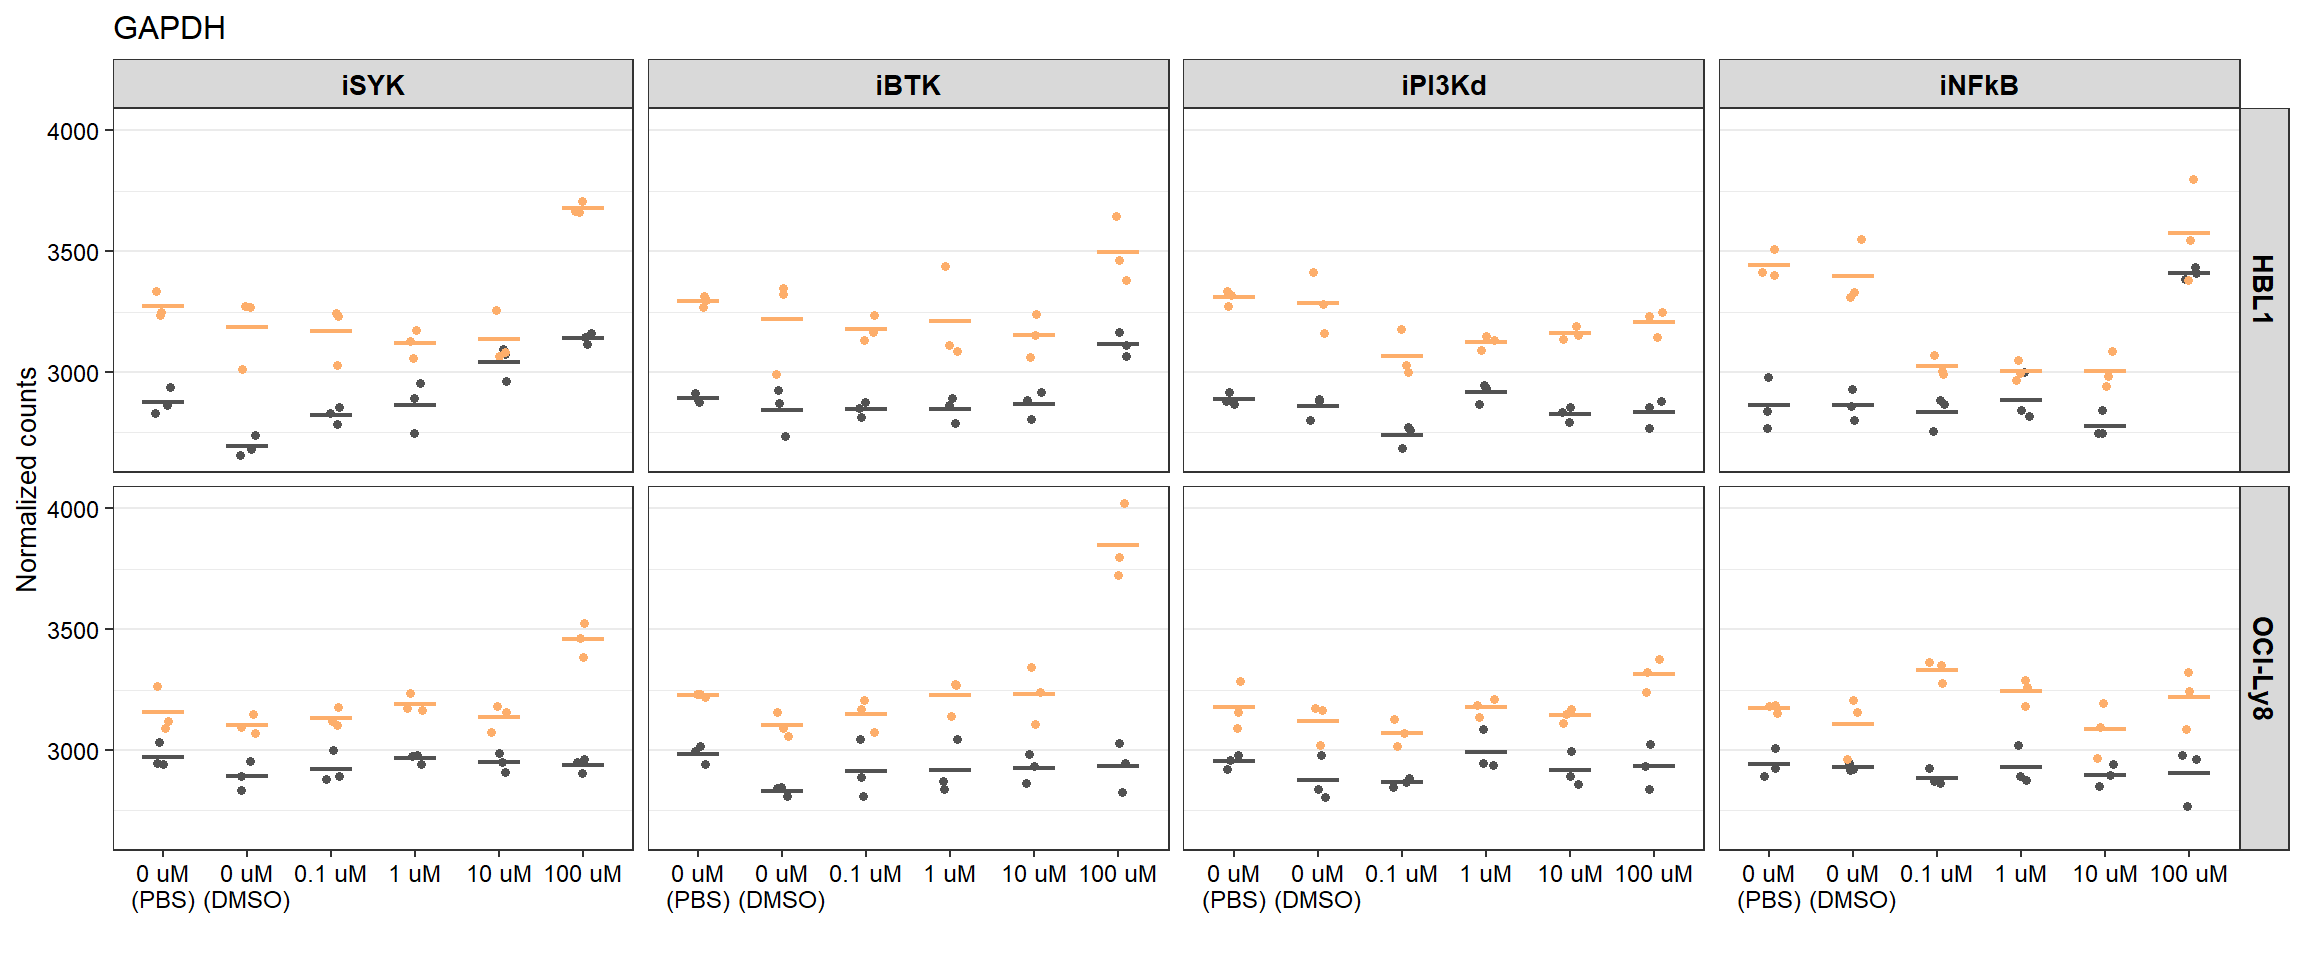 GAPDH
iSYK iBTK iPI3Kd iNFkB
4000
3500
3000
HBL1
Normalized counts
4000
3500
3000
OCI-Ly8
0 uM 0 uM 0.1 uM 1 uM 10 uM 100 uM 0 uM 0 uM 0.1 uM 1 uM 10 uM 100 uM 0 uM 0 uM 0.1 uM 1 uM 10 uM 100 uM 0 uM 0 uM 0.1 uM 1 uM 10 uM 100 uM
(PBS) (DMSO) (PBS) (DMSO) (PBS) (DMSO) (PBS) (DMSO)